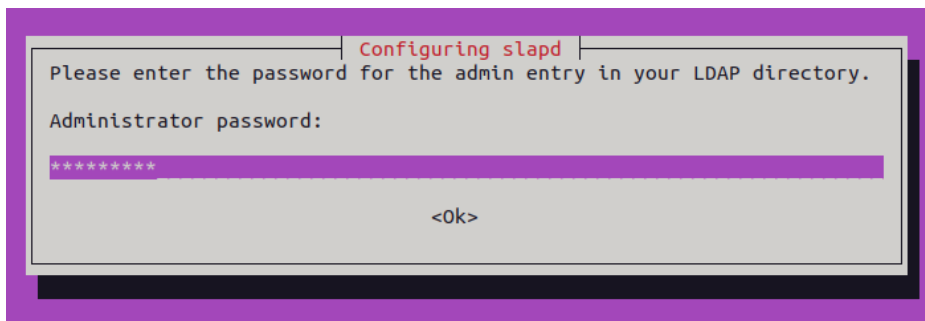 Configuring slapd
Please enter the password for the admin entry in your LDAP directory.
Administrator password:
*********
<Ok>